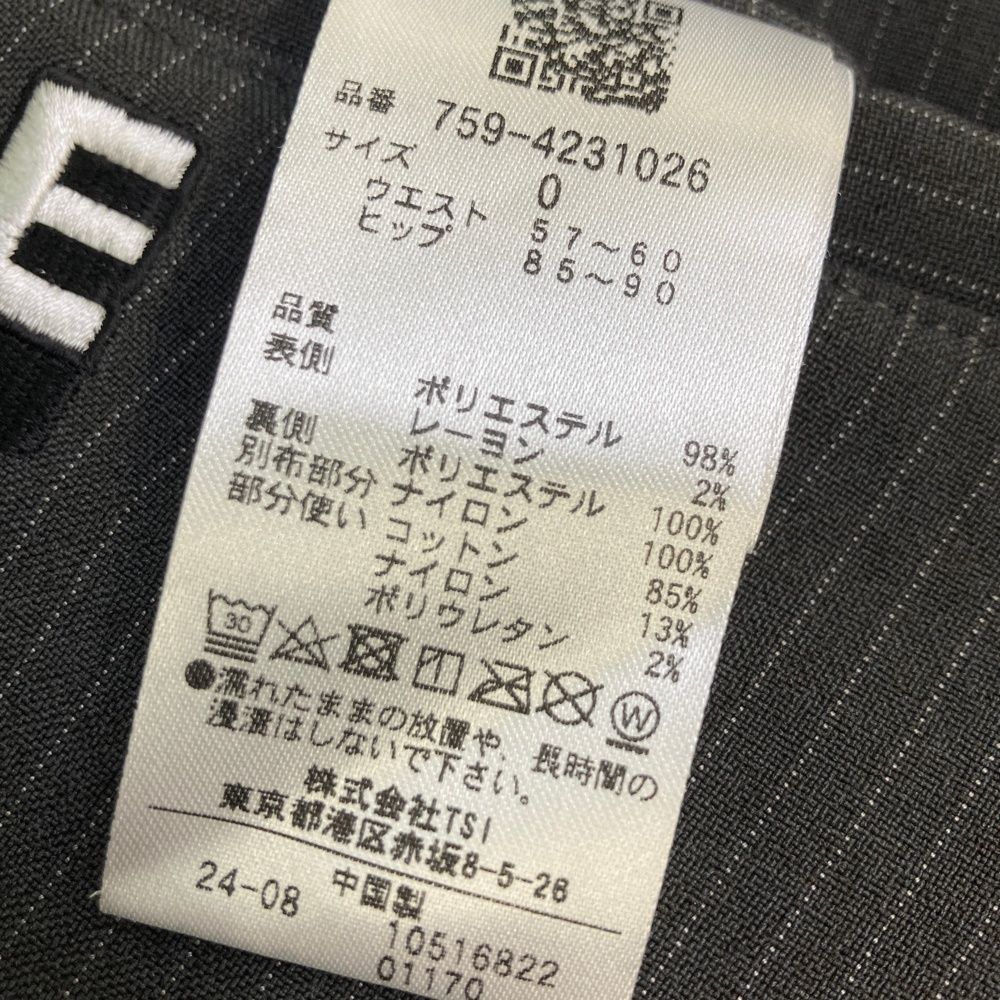 E
品番 759-4231026
サイズ 0
ウエスト 57～60
ヒップ 85～90
品質
表側 ポリエステル 98%
レーヨン 2%
裏側 ポリエステル 100%
別布部分 ナイロン 100%
部分使い コットン 85%
ナイロン 13%
ポリウレタン 2%
30 W
●濡れたままの放置や、長時間の
浸漬はしないで下さい。
株式会社TSI
東京都港区赤坂8-5-26
24-08 中国製
10516822
01170